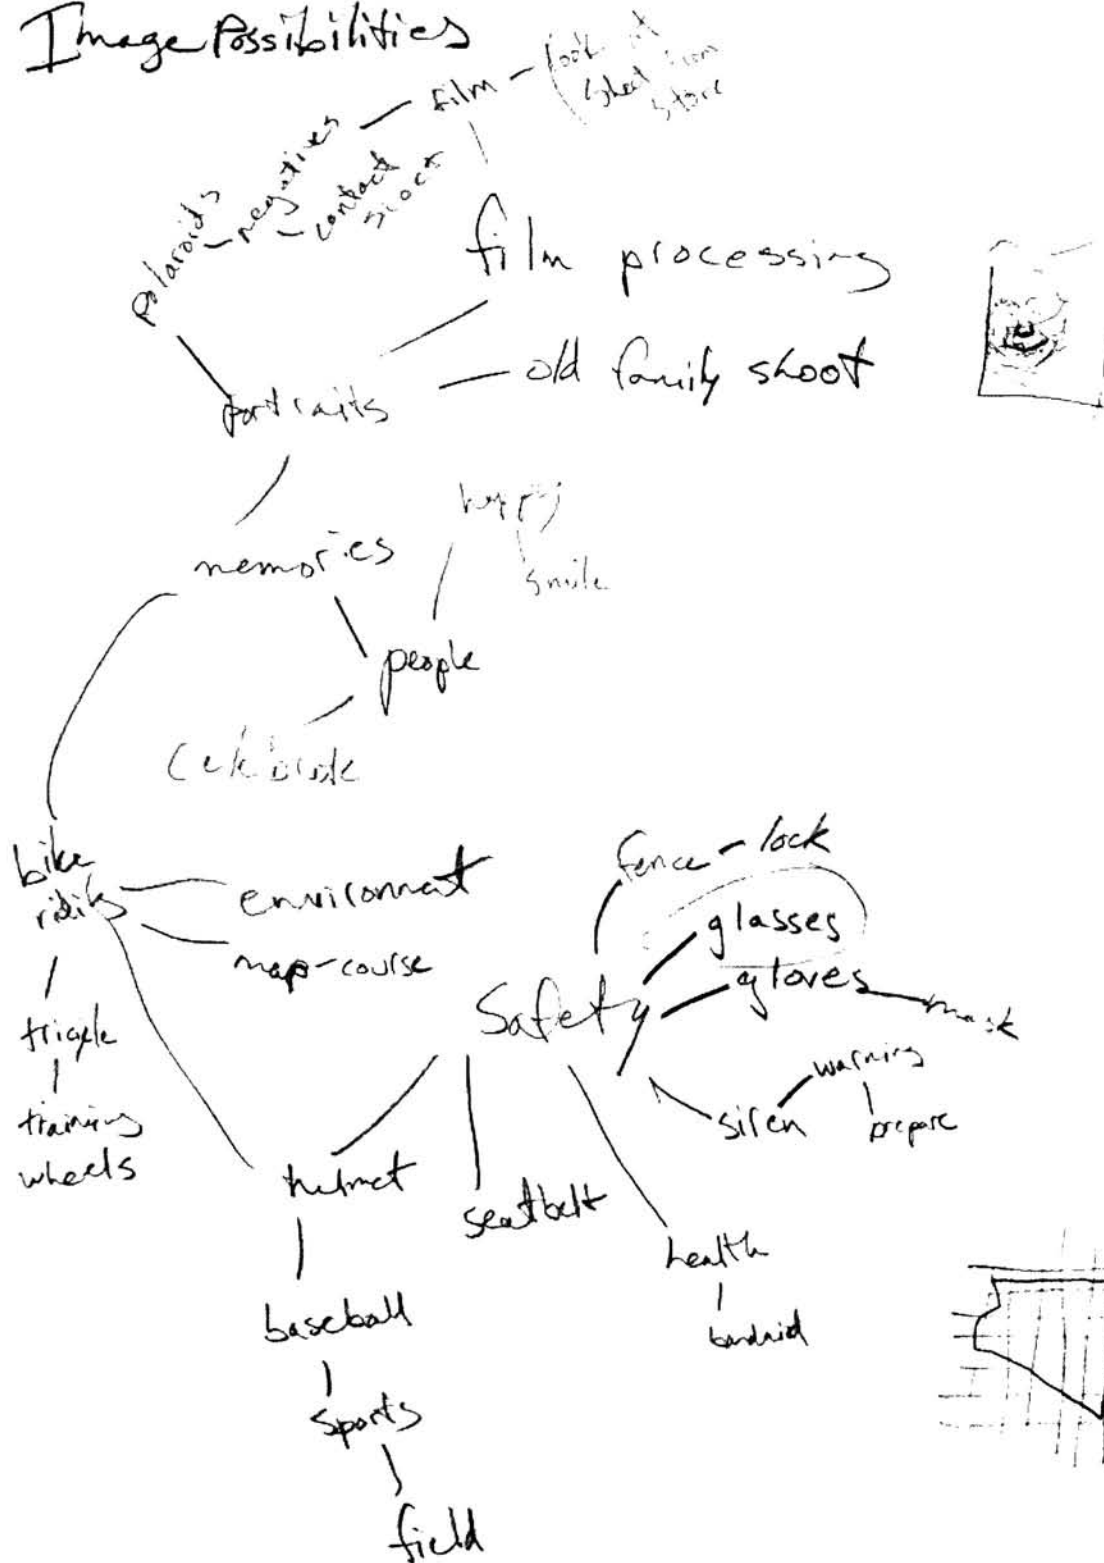 Image Possibilities
film
negatives
contact
polaroids
film processing
old family shoot
portraits
happy
smile
memories
people
celebrate
fence - lock
bike
riding
environment
glasses
map-course
gloves
Safety
mask
tricycle
warning
siren
prepare
training
wheels
helmet
seatbelt
health
baseball
bandaid
sports
field